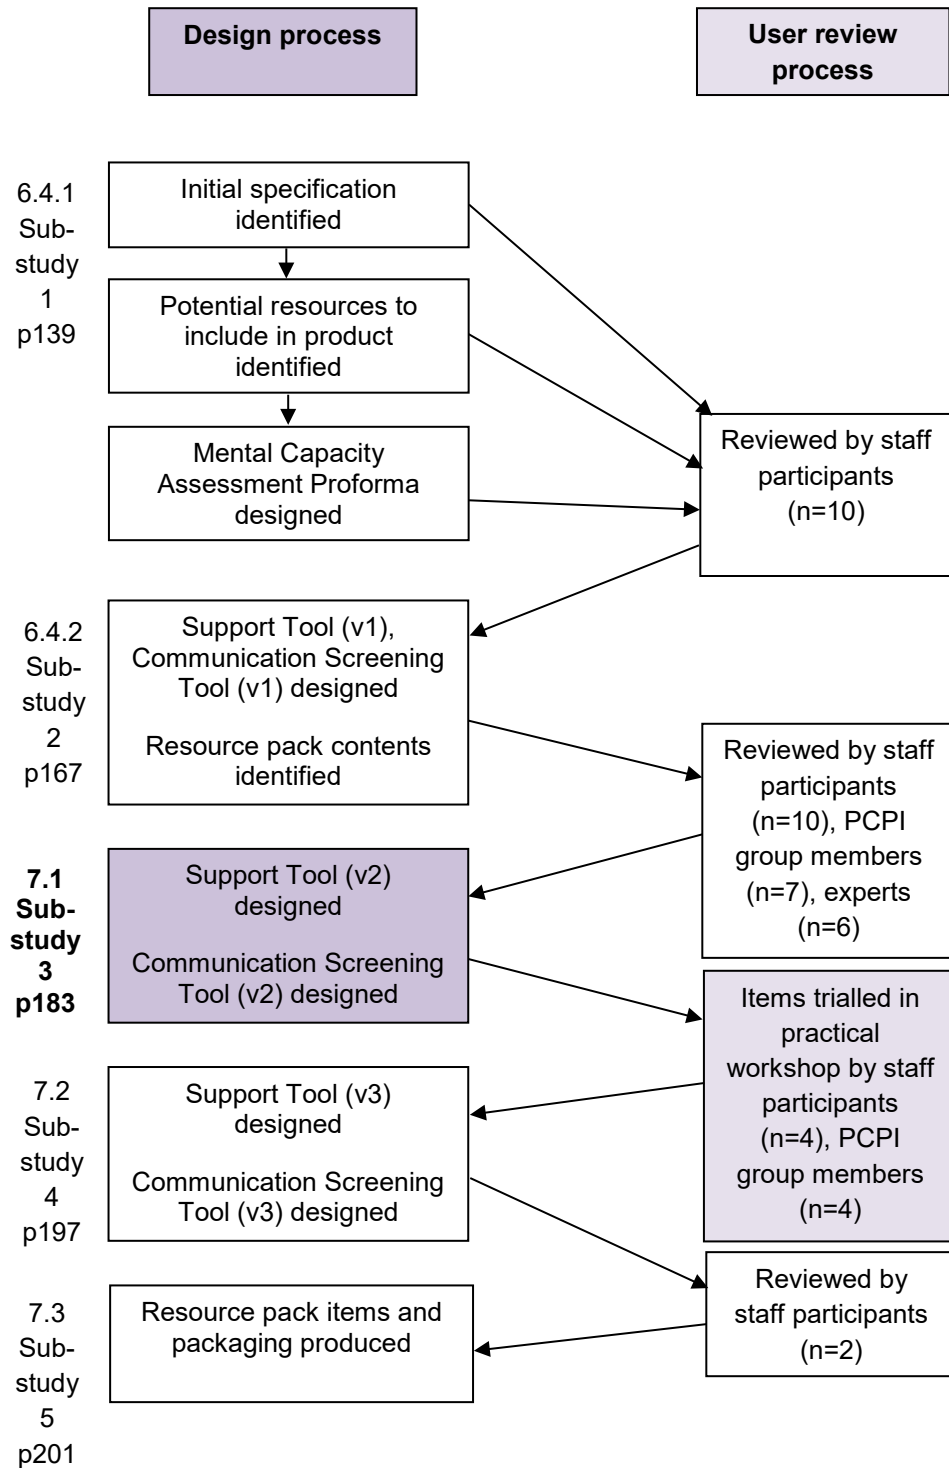 Design process
User review
process
6.4.1
Sub-
study
1
p139
Initial specification
identified
Potential resources to
include in product
identified
Mental Capacity
Assessment Proforma
designed
Reviewed by staff
participants
(n=10)
6.4.2
Sub-
study
2
p167
Support Tool (v1),
Communication Screening
Tool (v1) designed
Resource pack contents
identified
Reviewed by staff
participants
(n=10), PCPI
group members
(n=7), experts
(n=6)
7.1
Sub-
study
3
p183
Support Tool (v2)
designed
Communication Screening
Tool (v2) designed
Items trialled in
practical
workshop by staff
participants
(n=4), PCPI
group members
(n=4)
7.2
Sub-
study
4
p197
Support Tool (v3)
designed
Communication Screening
Tool (v3) designed
Reviewed by
staff participants
(n=2)
7.3
Sub-
study
5
p201
Resource pack items and
packaging produced